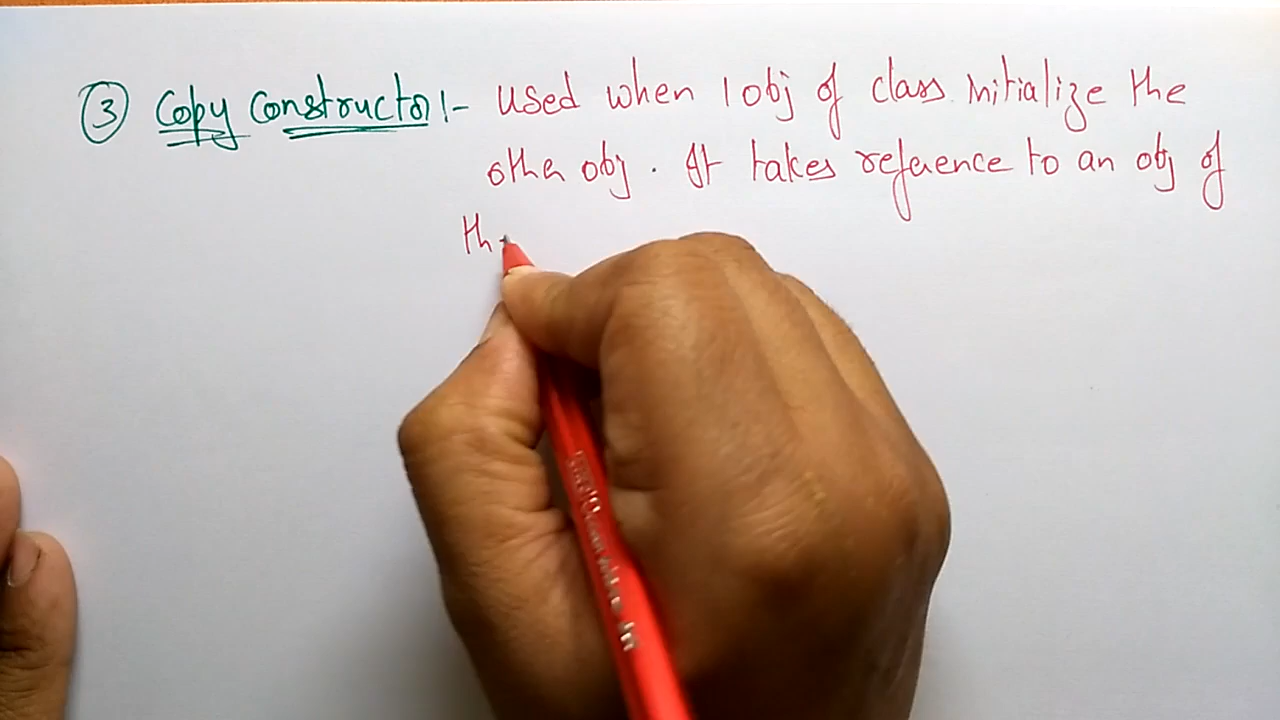 ③ Copy Constructor:- used when 1 obj of class initialize the
other obj. It takes reference to an obj of
th